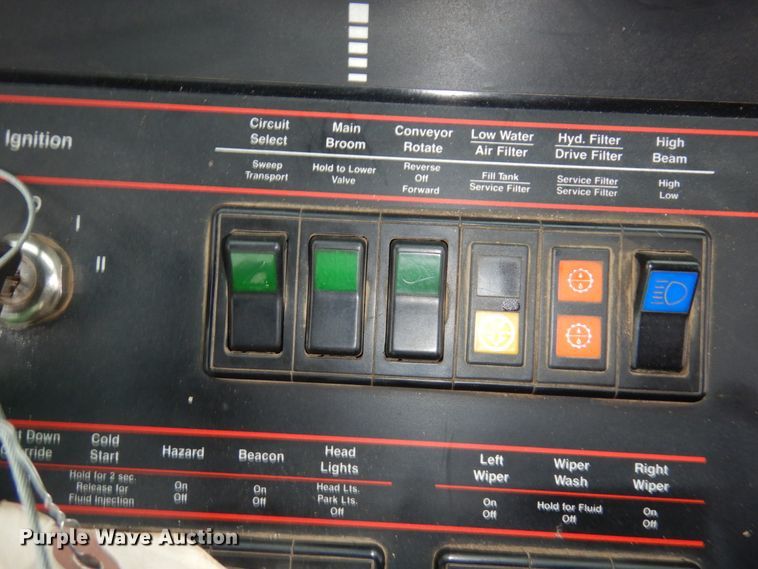 Ignition
Circuit
Select
Sweep
Transport
Main
Broom
Hold to Lower
Valve
Conveyor
Rotate
Reverse
Off
Forward
Low Water
Air Filter
Fill Tank
Service Filter
Hyd. Filter
Drive Filter
Service Filter
Service Filter
High
Beam
High
Low
I
II
Down
Cold
Start
Hold for 2 sec.
Release for
Fluid Injection
Hazard
On
Off
Beacon
On
Off
Head
Lights
Head Lts.
Park Lts.
Off
Left
Wiper
On
Off
Wiper
Wash
Hold for Fluid
Off
Right
Wiper
On
Off
Purple Wave Auction